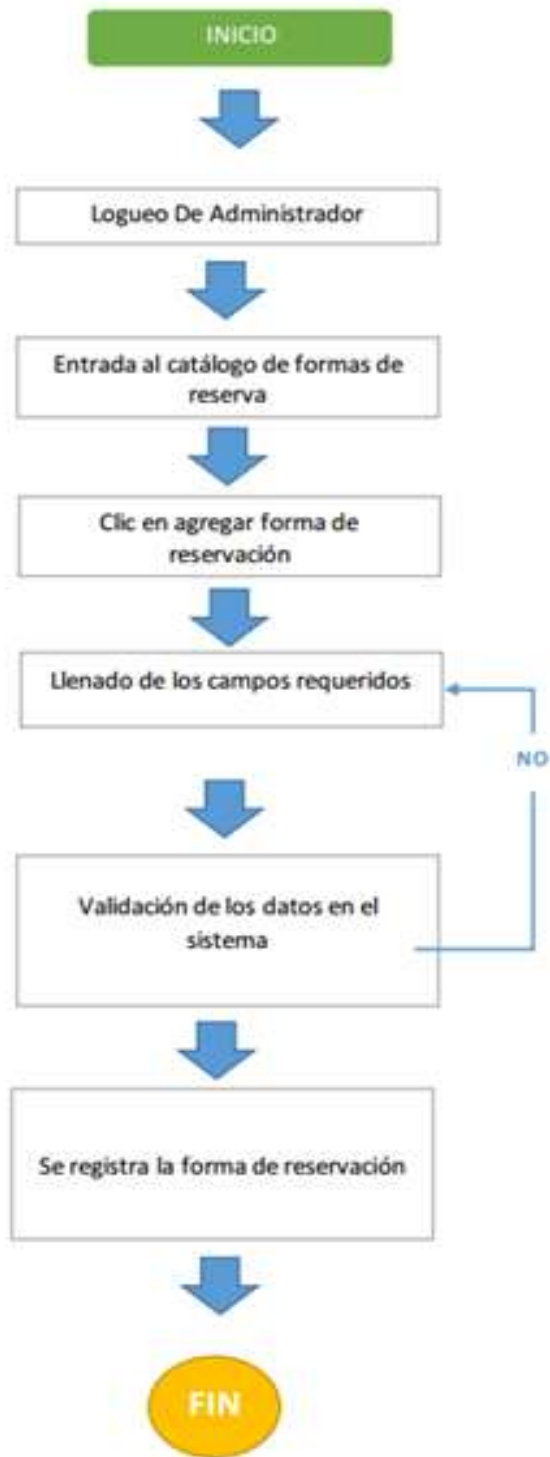 INICIO
Logueo De Administrador
Entrada al catálogo de formas de
reserva
Clic en agregar forma de
reservación
Llenado de los campos requeridos
NO
Validación de los datos en el
sistema
Se registra la forma de reservación
FIN